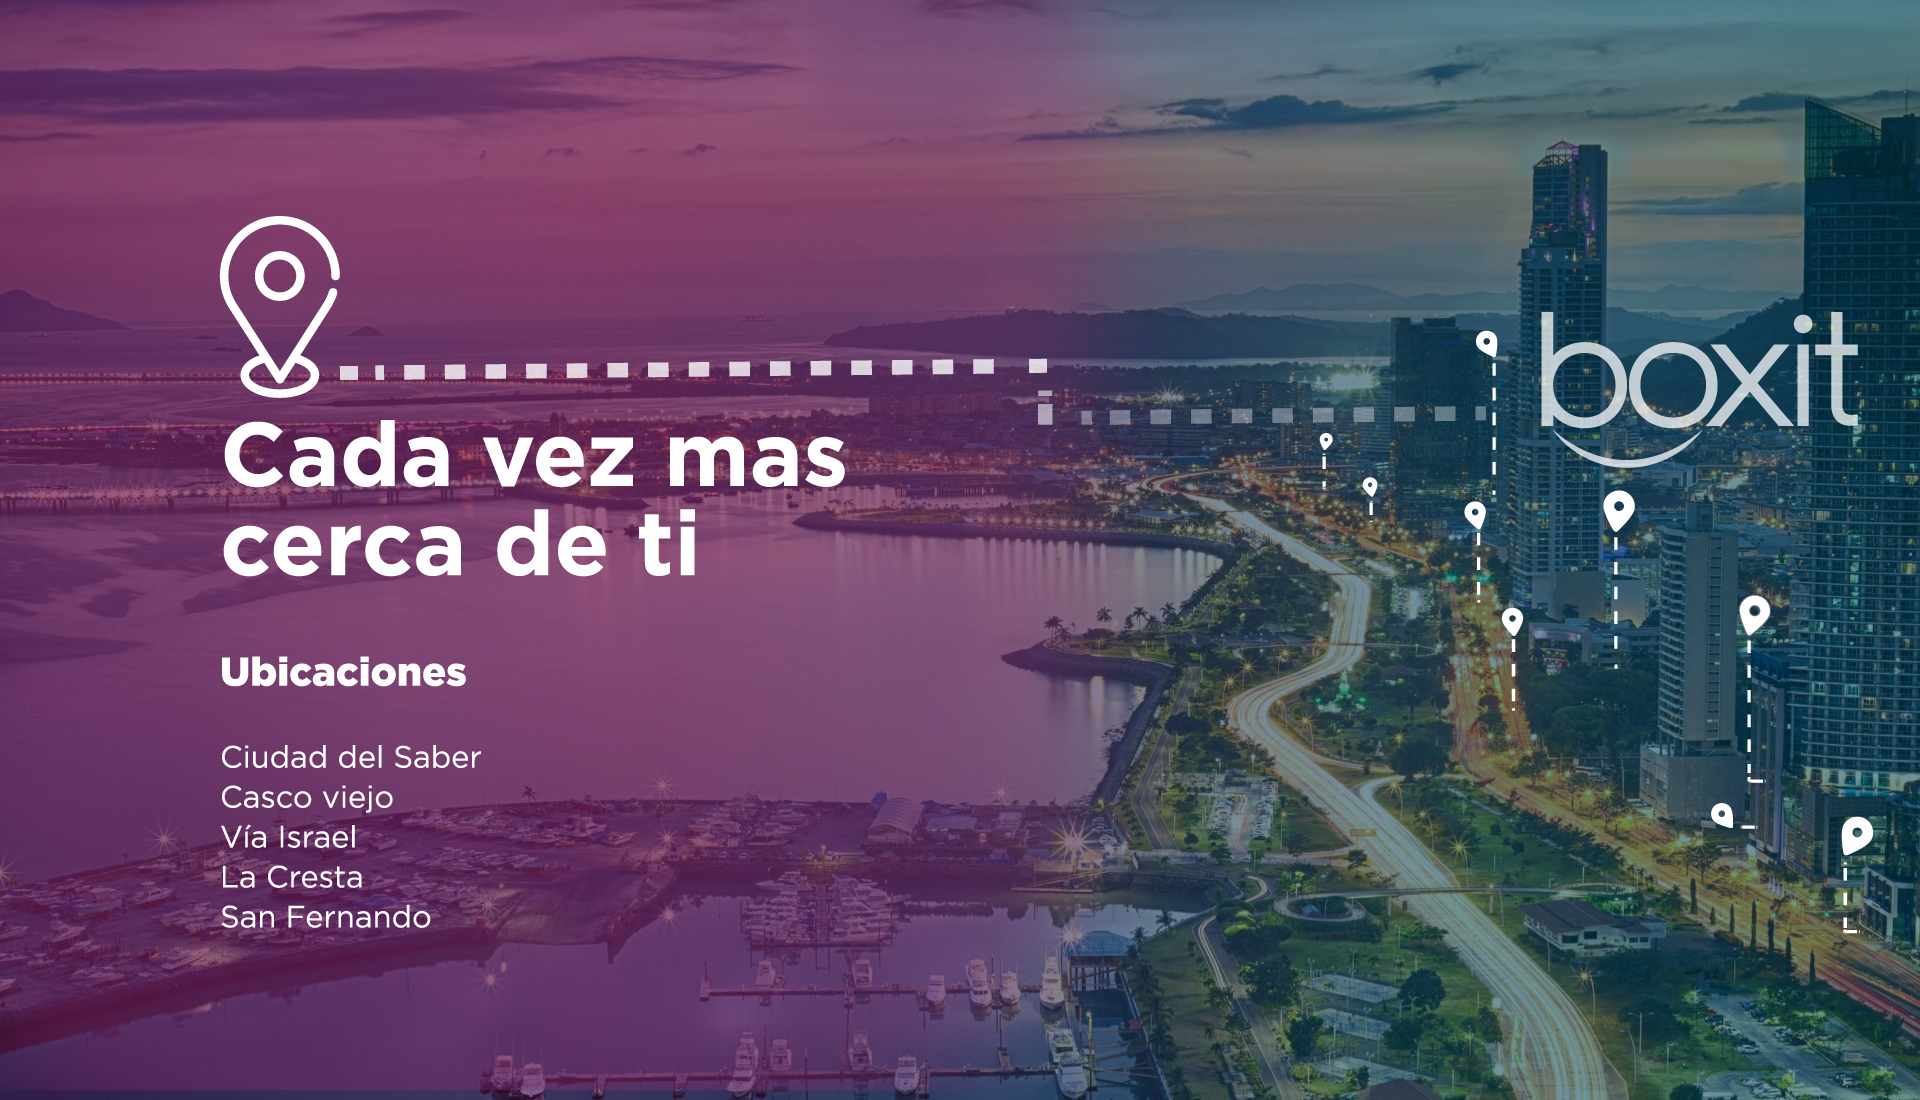 Cada vez mas
cerca de ti
boxit
Ubicaciones
Ciudad del Saber
Casco viejo
Vía Israel
La Cresta
San Fernando